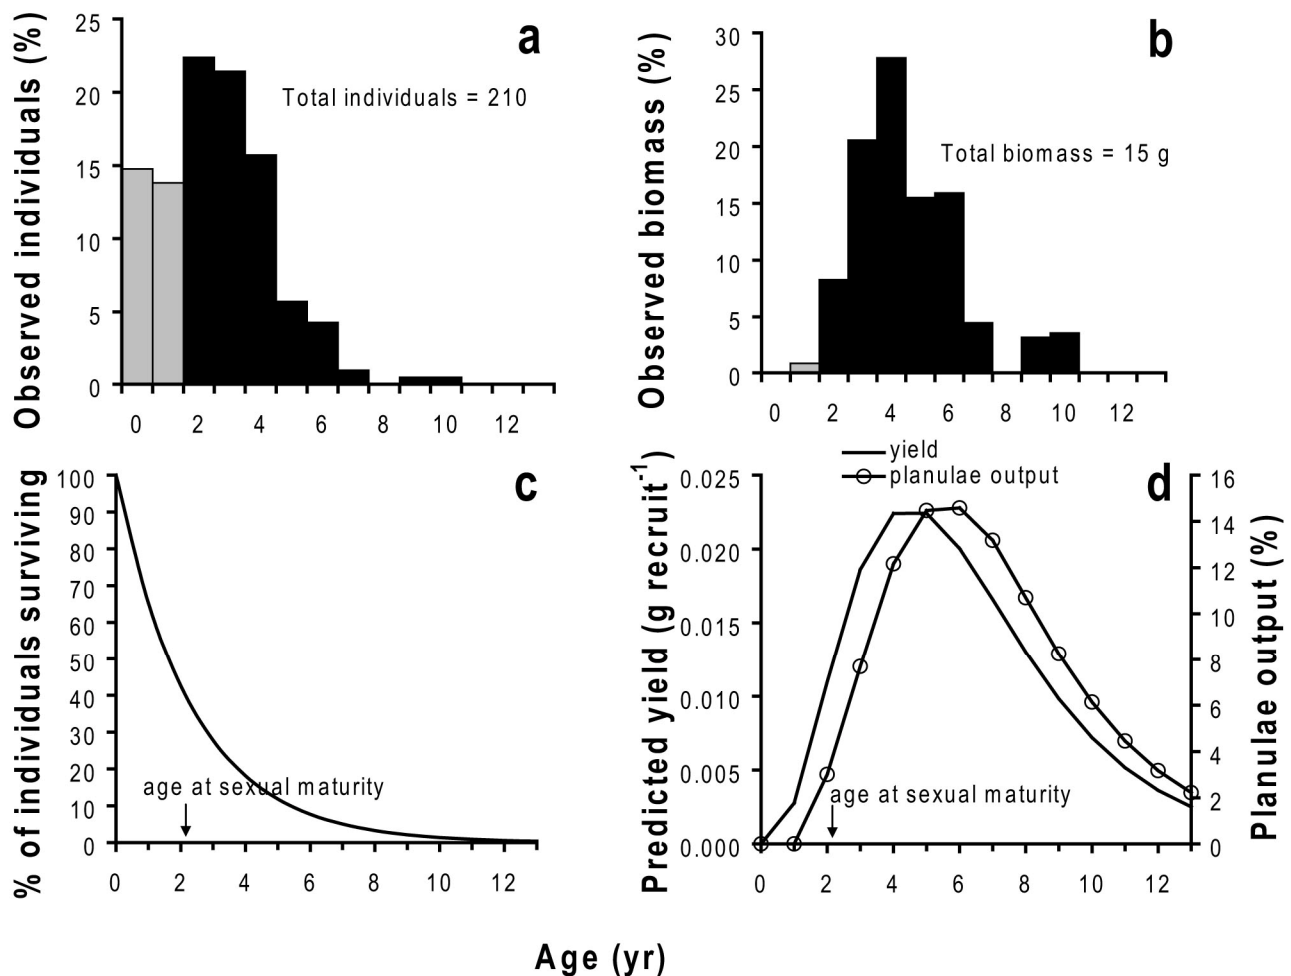 a
Observed individuals (%)
25
20
15
10
5
0
Total individuals = 210
0 2 4 6 8 10 12
b
Observed biomass (%)
30
25
20
15
10
5
0
Total biomass = 15 g
0 2 4 6 8 10 12
c
% of individuals surviving
100
90
80
70
60
50
40
30
20
10
0
age at sexual maturity
0 2 4 6 8 10 12
yield
planulae output
d
Predicted yield (g recruit-1)
0.025
0.020
0.015
0.010
0.005
0.000
age at sexual maturity
16
14
12
10
8
6
4
2
0
Planulae output (%)
0 2 4 6 8 10 12
Age (yr)